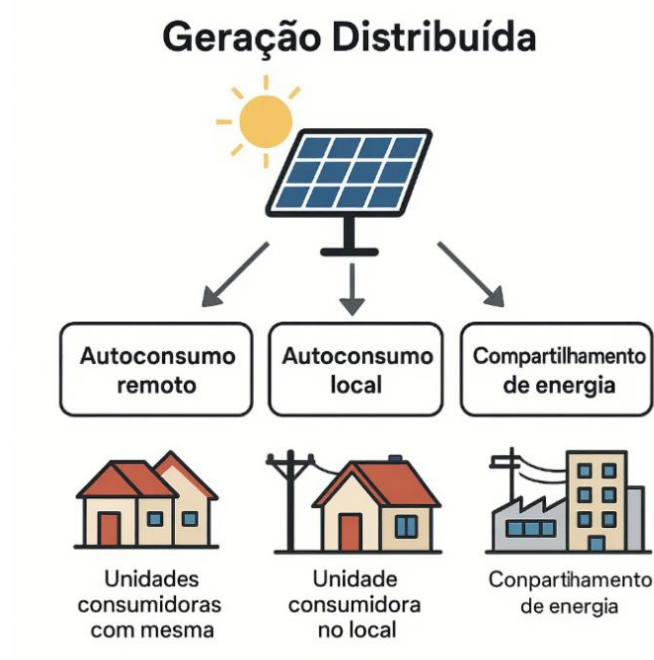 Geração Distribuída
Autoconsumo
remoto
Autoconsumo
local
Compartilhamento
de energia
Unidades
consumidoras
com mesma
Unidade
consumidora
no local
Conpartihamento
de energia